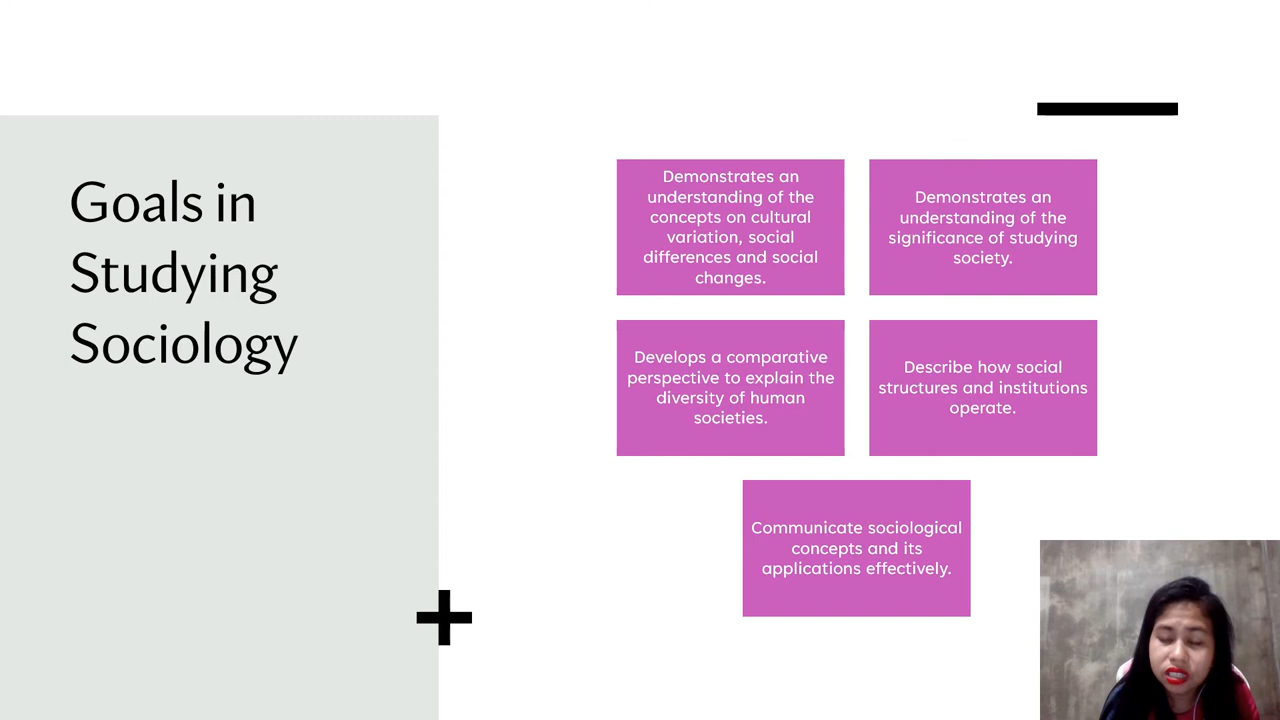 Goals in
Studying
Sociology
Demonstrates an
understanding of the
concepts on cultural
variation, social
differences and social
changes.
Demonstrates an
understanding of the
significance of studying
society.
Develops a comparative
perspective to explain the
diversity of human
societies.
Describe how social
structures and institutions
operate.
Communicate sociological
concepts and its
applications effectively.